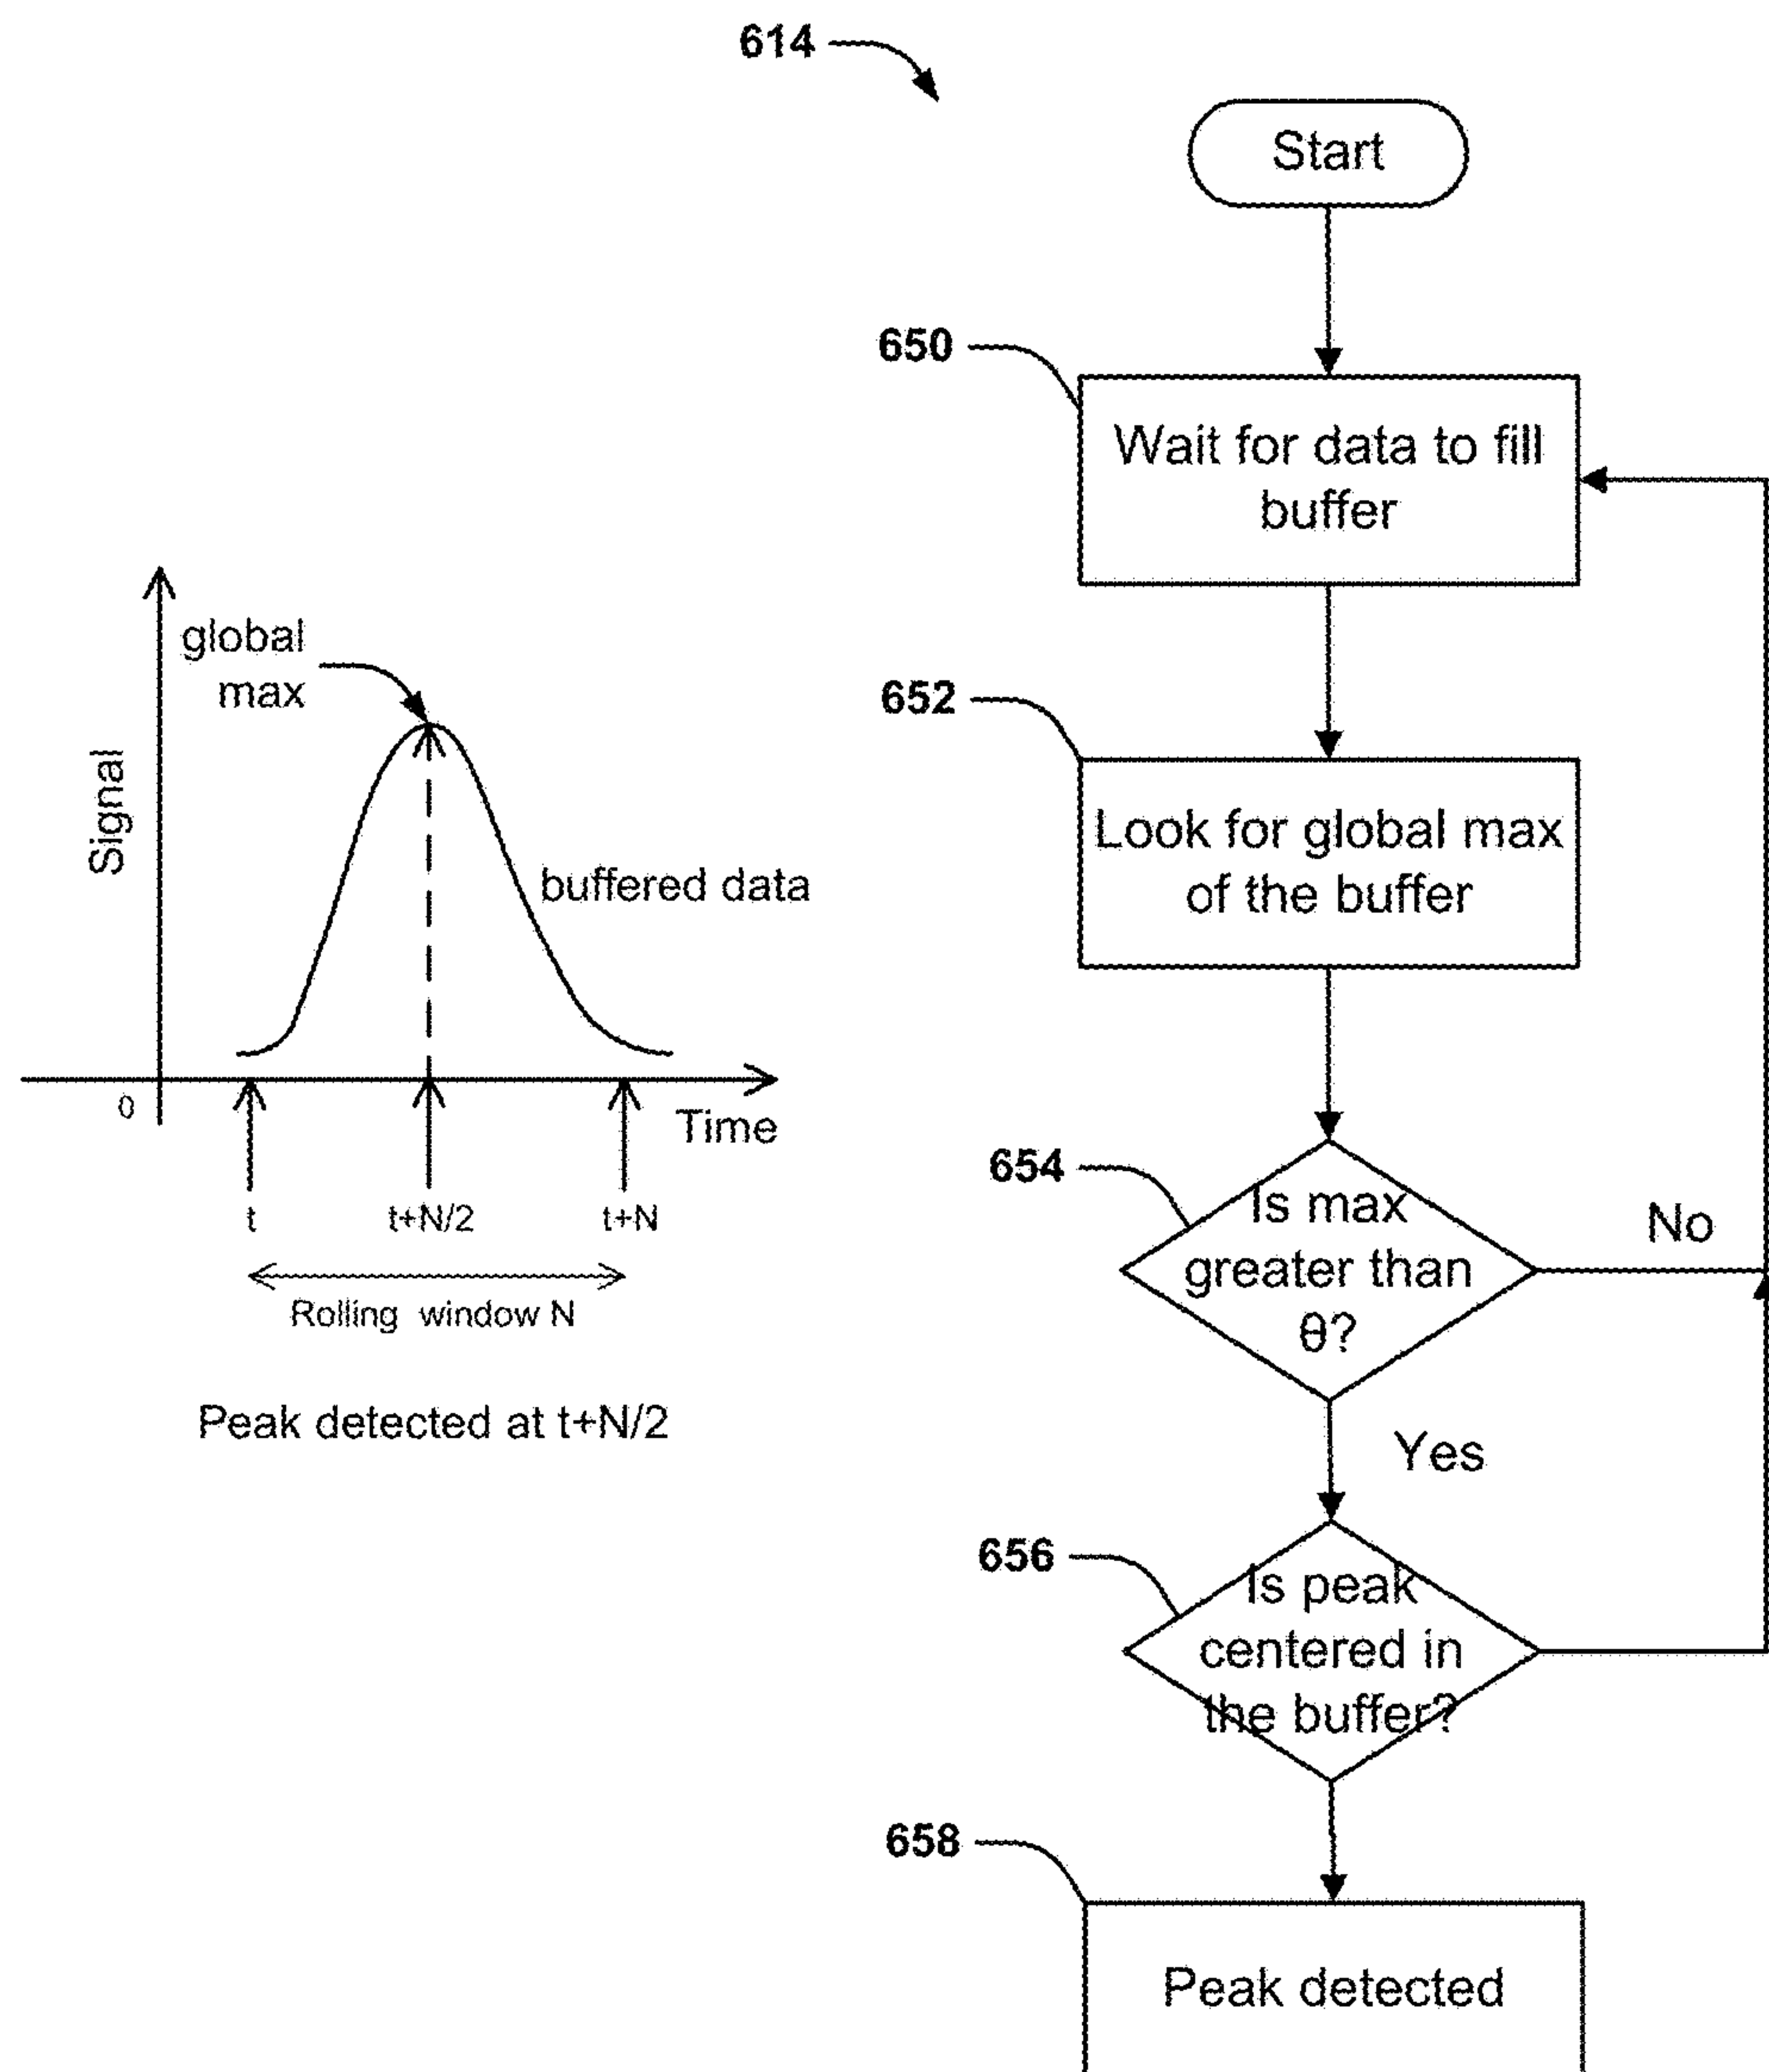 614
Start
650
Wait for data to fill
buffer
652
Look for global max
of the buffer
654
Is max
greater than
θ?
No
Yes
656
Is peak
centered in
the buffer?
658
Peak detected
global
max
Signal
buffered data
0
Time
t
t+N/2
t+N
Rolling window N
Peak detected at t+N/2